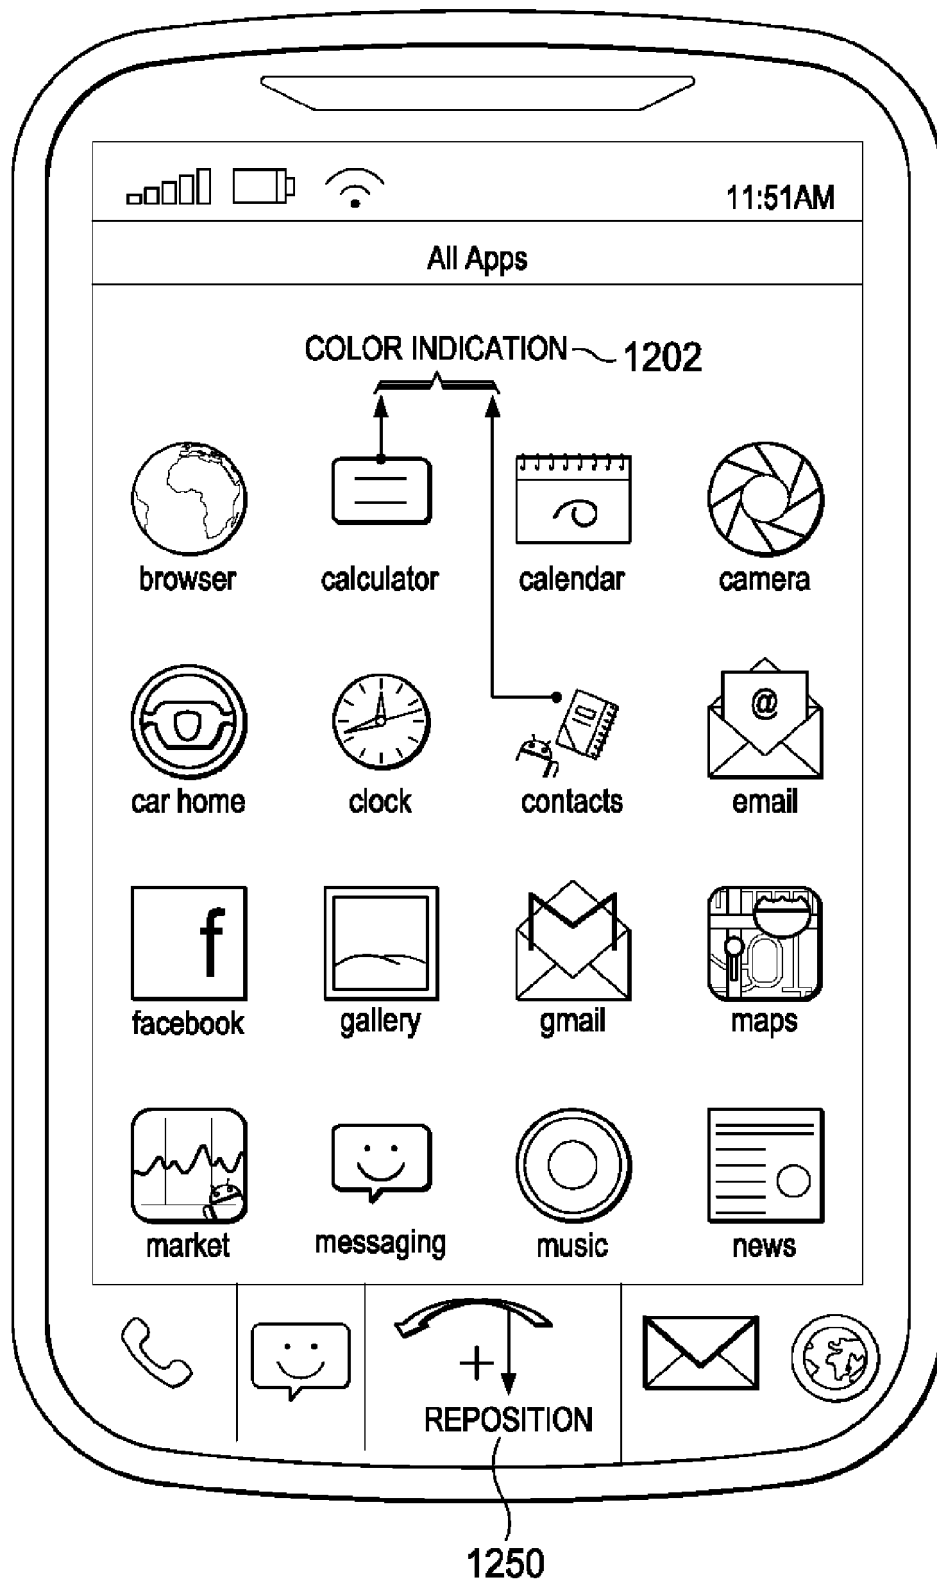 11:51AM
All Apps
COLOR INDICATION 1202
browser calculator calendar camera
10
@
car home clock contacts email
f
facebook gallery gmail maps
market messaging music news
+
REPOSITION
1250